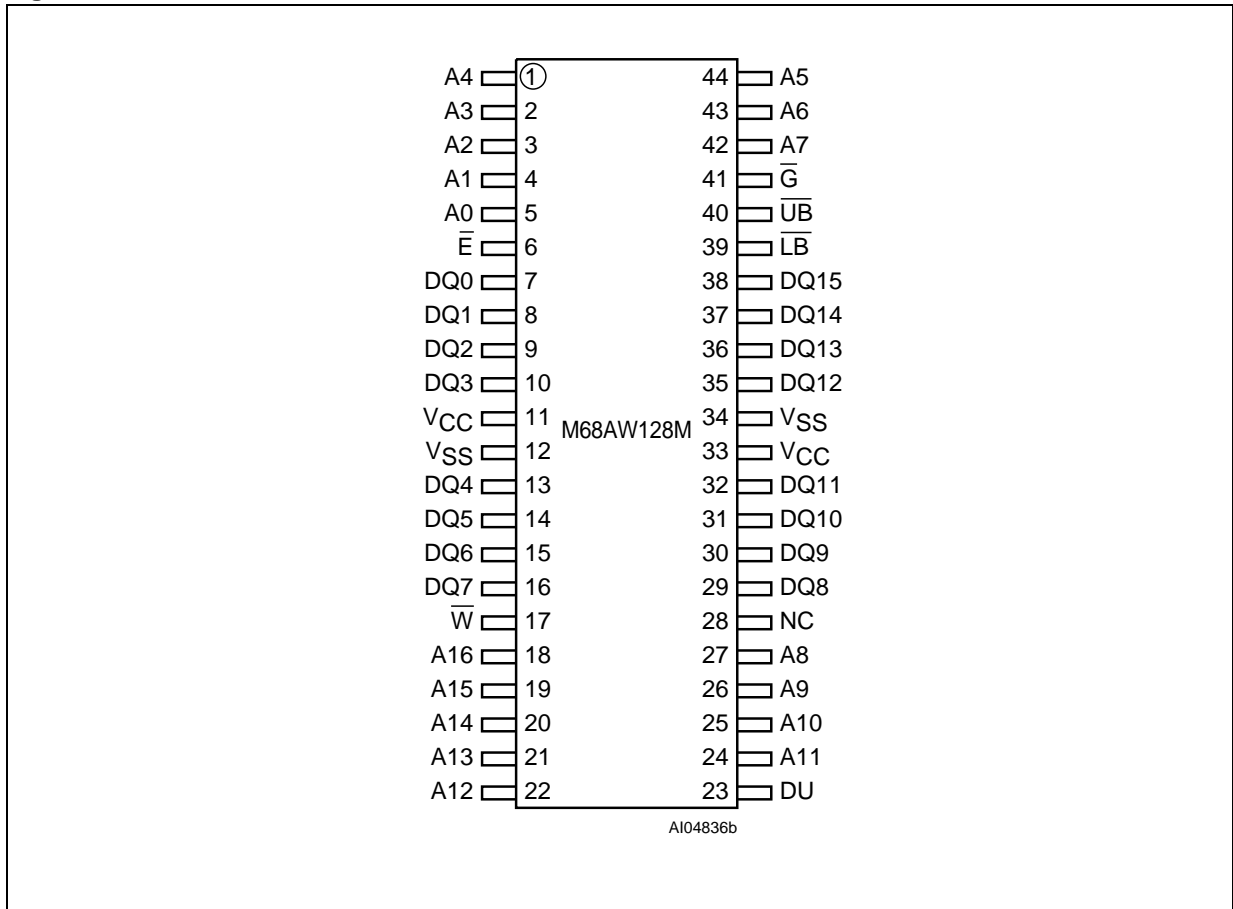 A4 1 44 A5
A3 2 43 A6
A2 3 42 A7
A1 4 41 G̅
A0 5 40 U̅B̅
E̅ 6 39 L̅B̅
DQ0 7 38 DQ15
DQ1 8 37 DQ14
DQ2 9 36 DQ13
DQ3 10 35 DQ12
VCC 11 34 VSS
M68AW128M
VSS 12 33 VCC
DQ4 13 32 DQ11
DQ5 14 31 DQ10
DQ6 15 30 DQ9
DQ7 16 29 DQ8
W̅ 17 28 NC
A16 18 27 A8
A15 19 26 A9
A14 20 25 A10
A13 21 24 A11
A12 22 23 DU
AI04836b